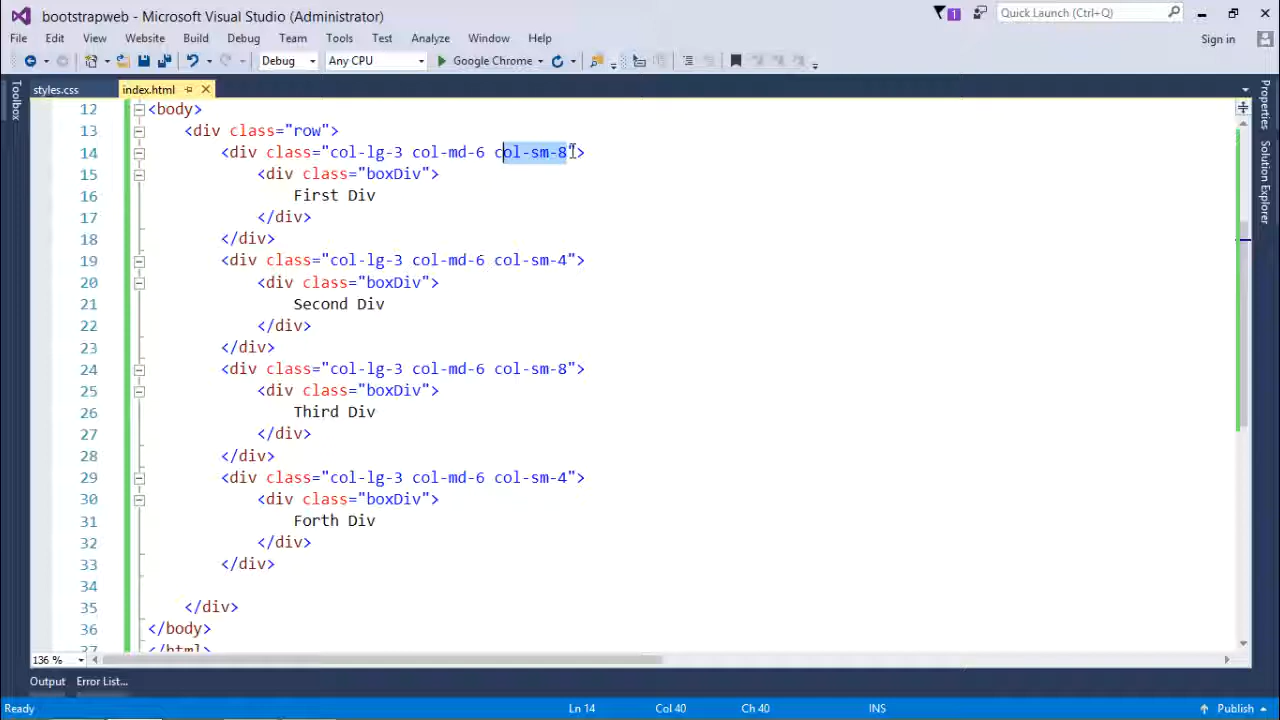 bootstrapweb - Microsoft Visual Studio (Administrator)
1
Quick Launch (Ctrl+Q)
File Edit View Website Build Debug Team Tools Test Analyze Window Help
Sign in
Debug Any CPU Google Chrome
Toolbox
styles.css index.html
Properties
Solution Explorer
12 <body>
13 <div class="row">
14 <div class="col-lg-3 col-md-6 col-sm-8">
15 <div class="boxDiv">
16 First Div
17 </div>
18 </div>
19 <div class="col-lg-3 col-md-6 col-sm-4">
20 <div class="boxDiv">
21 Second Div
22 </div>
23 </div>
24 <div class="col-lg-3 col-md-6 col-sm-8">
25 <div class="boxDiv">
26 Third Div
27 </div>
28 </div>
29 <div class="col-lg-3 col-md-6 col-sm-4">
30 <div class="boxDiv">
31 Forth Div
32 </div>
33 </div>
34
35 </div>
36 </body>
37 </html>
136 %
Output Error List...
Ready Ln 14 Col 40 Ch 40 INS Publish